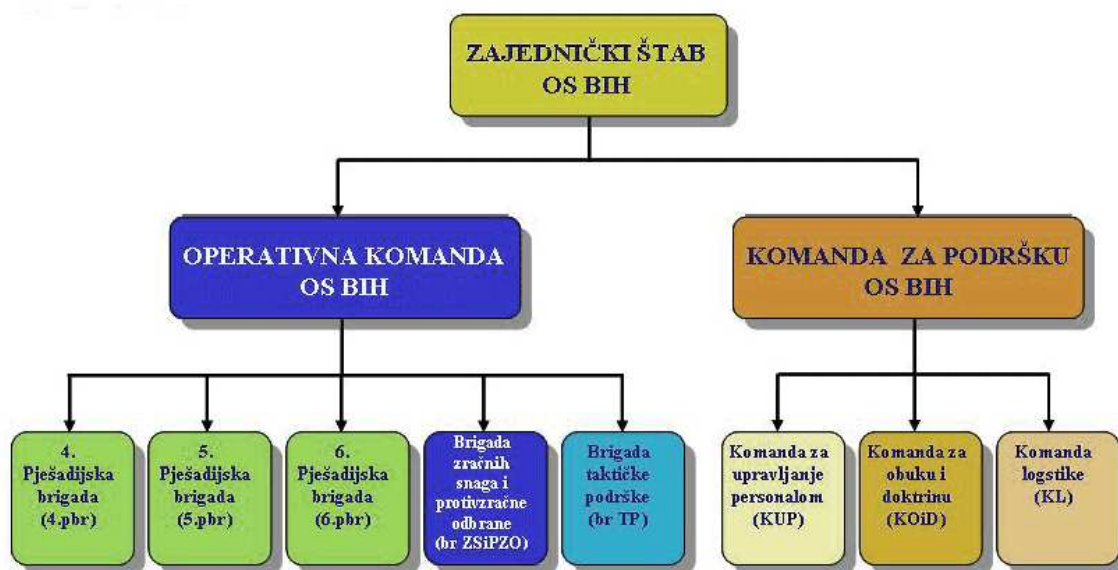 ZAJEDNIČKI ŠTAB
OS BIH
OPERATIVNA KOMANDA
OS BIH
KOMANDA ZA PODRŠKU
OS BIH
4.
Pješadijska
brigada
(4.pbr)
5.
Pješadijska
brigada
(5.pbr)
6.
Pješadijska
brigada
(6.pbr)
Brigada
zračnih
snaga i
protivzračne
odbrane
(br ZSiPZO)
Brigada
taktičke
podrške
(br TP)
Komanda za
upravljanje
personalom
(KUP)
Komanda za
obuku i
doktrinu
(KOiD)
Komanda
logstike
(KL)